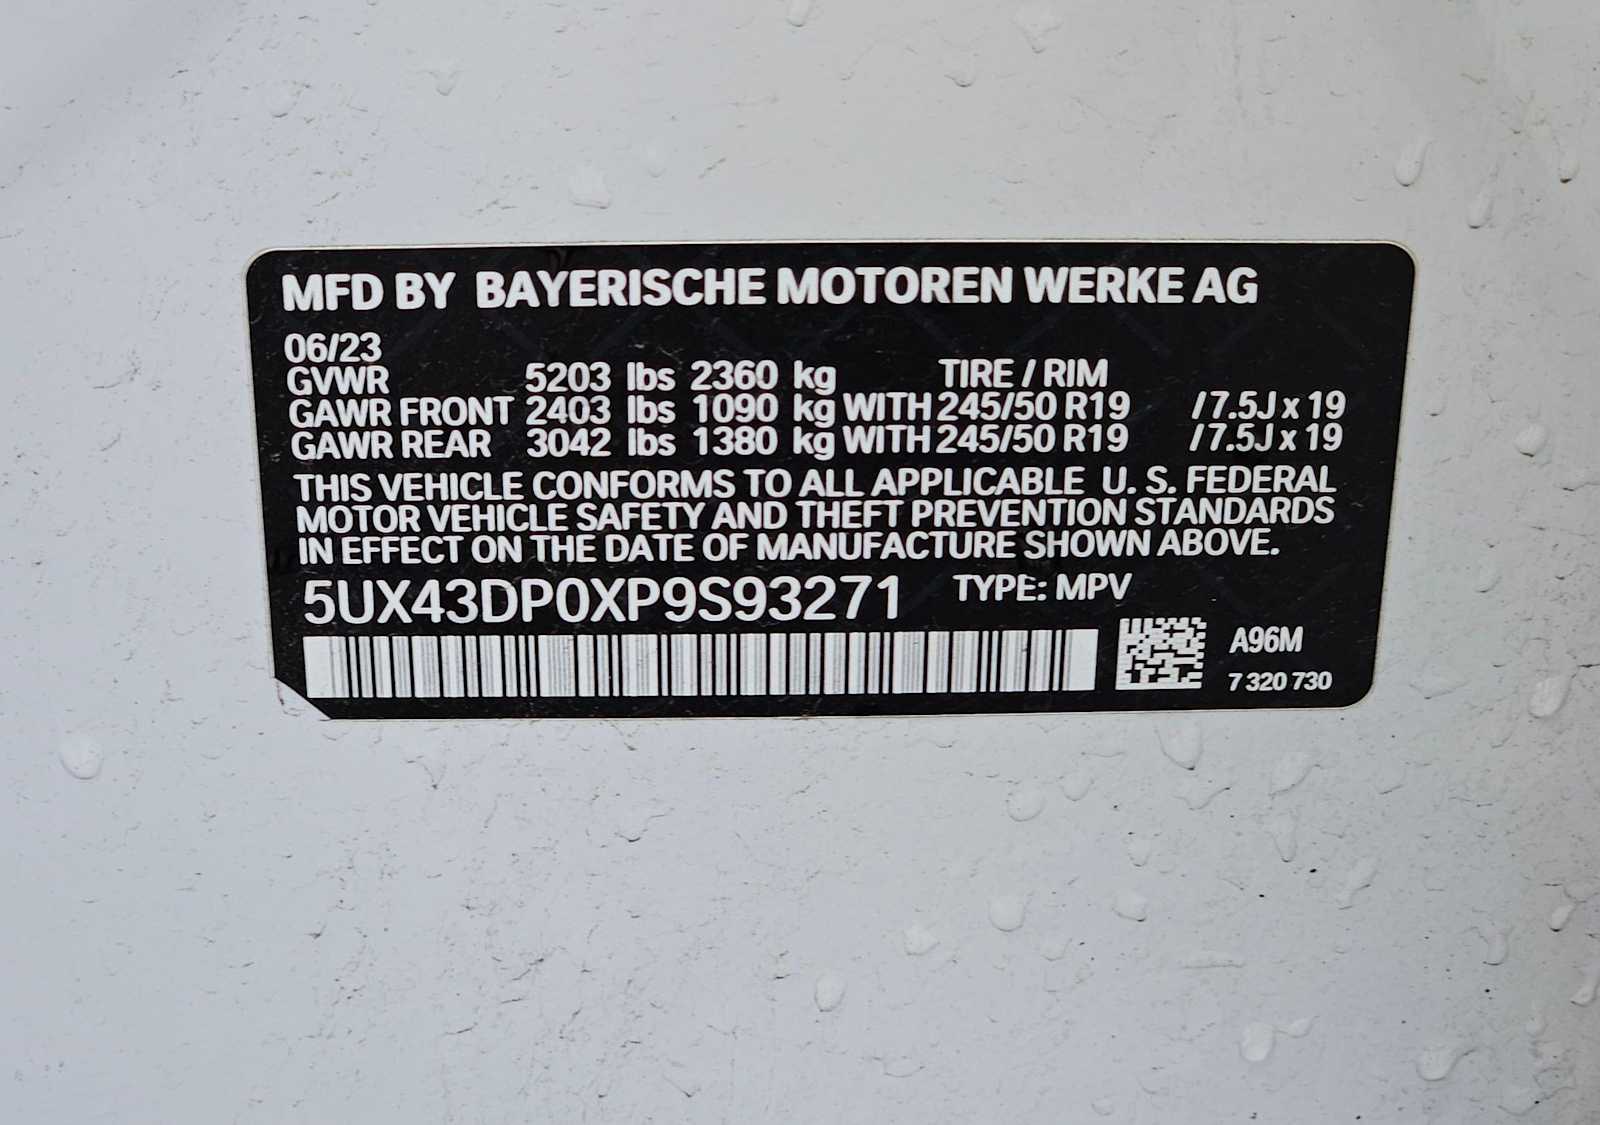 MFD BY BAYERISCHE MOTOREN WERKE AG
06/23
GVWR 5203 lbs 2360 kg TIRE / RIM
GAWR FRONT 2403 lbs 1090 kg WITH 245/50 R19 / 7.5J x 19
GAWR REAR 3042 lbs 1380 kg WITH 245/50 R19 / 7.5J x 19
THIS VEHICLE CONFORMS TO ALL APPLICABLE U. S. FEDERAL
MOTOR VEHICLE SAFETY AND THEFT PREVENTION STANDARDS
IN EFFECT ON THE DATE OF MANUFACTURE SHOWN ABOVE.
5UX43DP0XP9S93271 TYPE: MPV
A96M
7 320 730